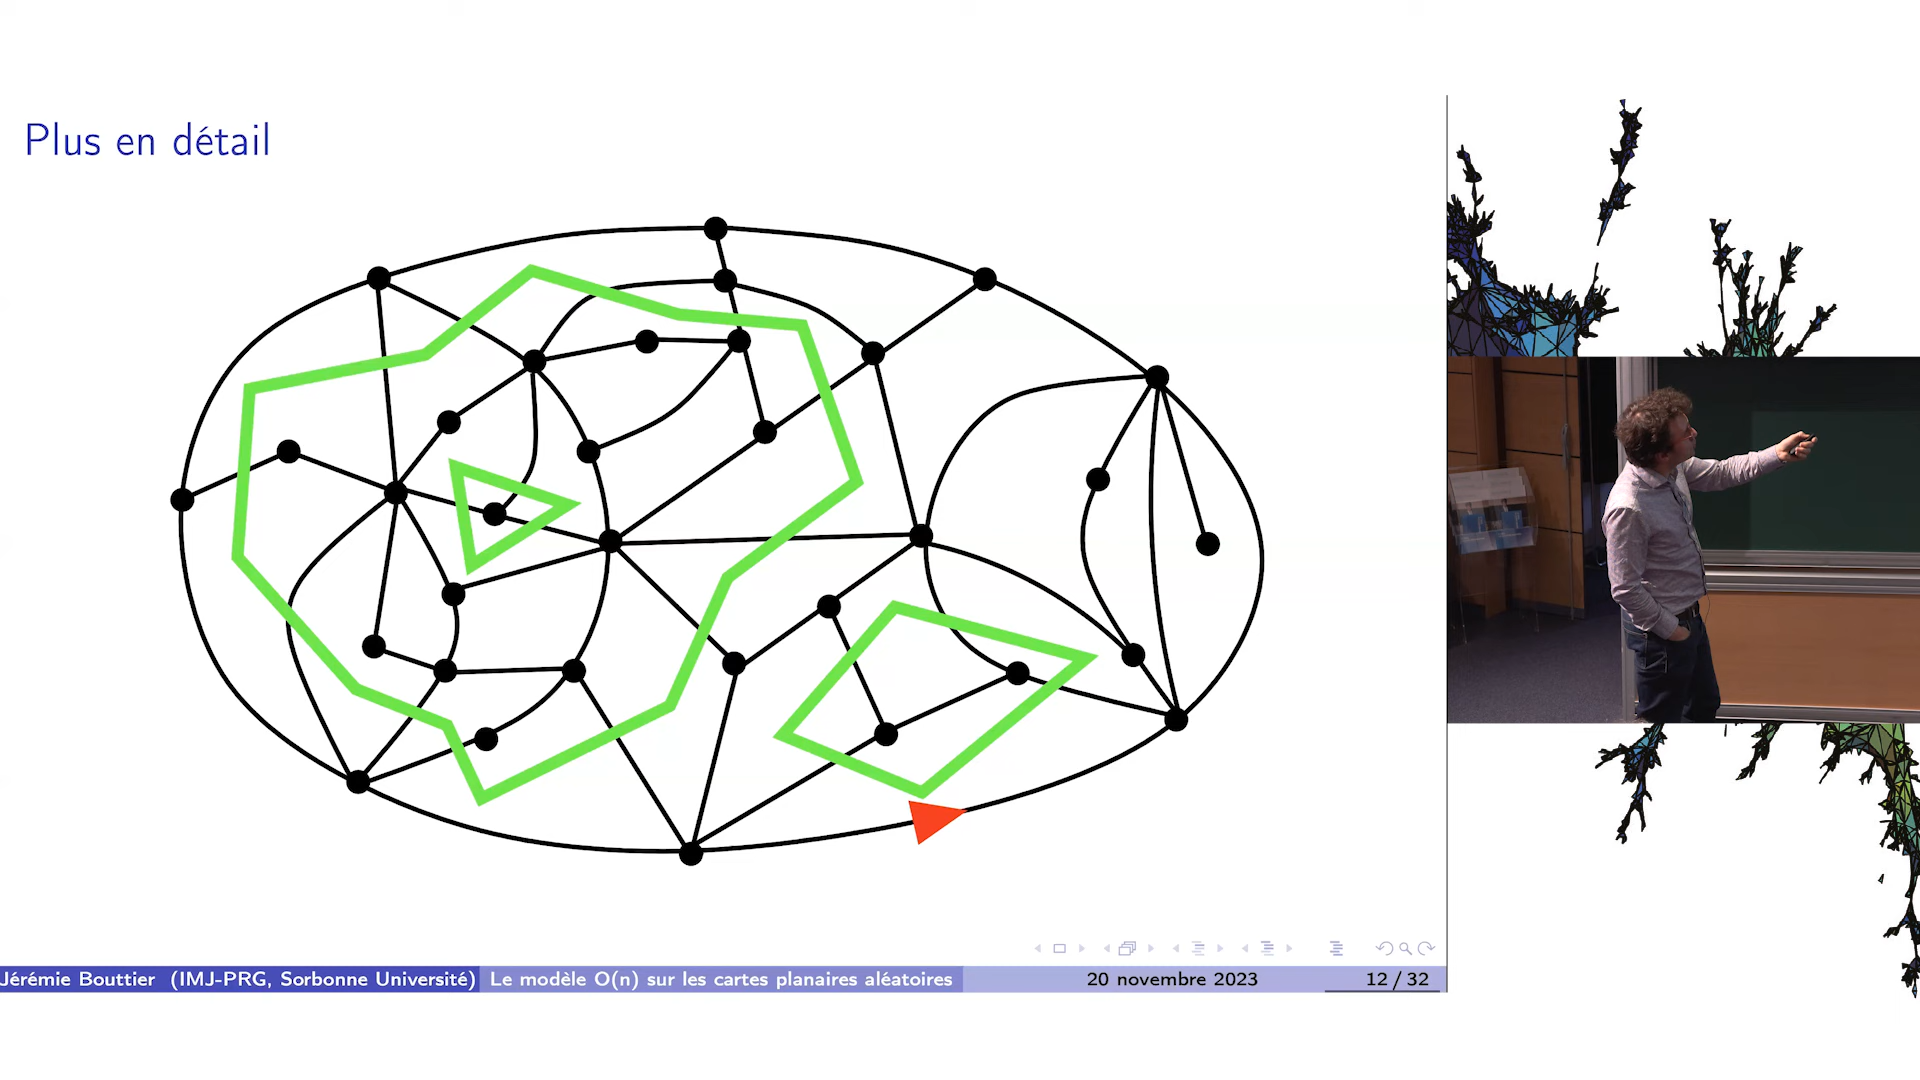 Plus en détail
Jérémie Bouttier (IMJ-PRG, Sorbonne Université) Le modèle O(n) sur les cartes planaires aléatoires 20 novembre 2023 12 / 32